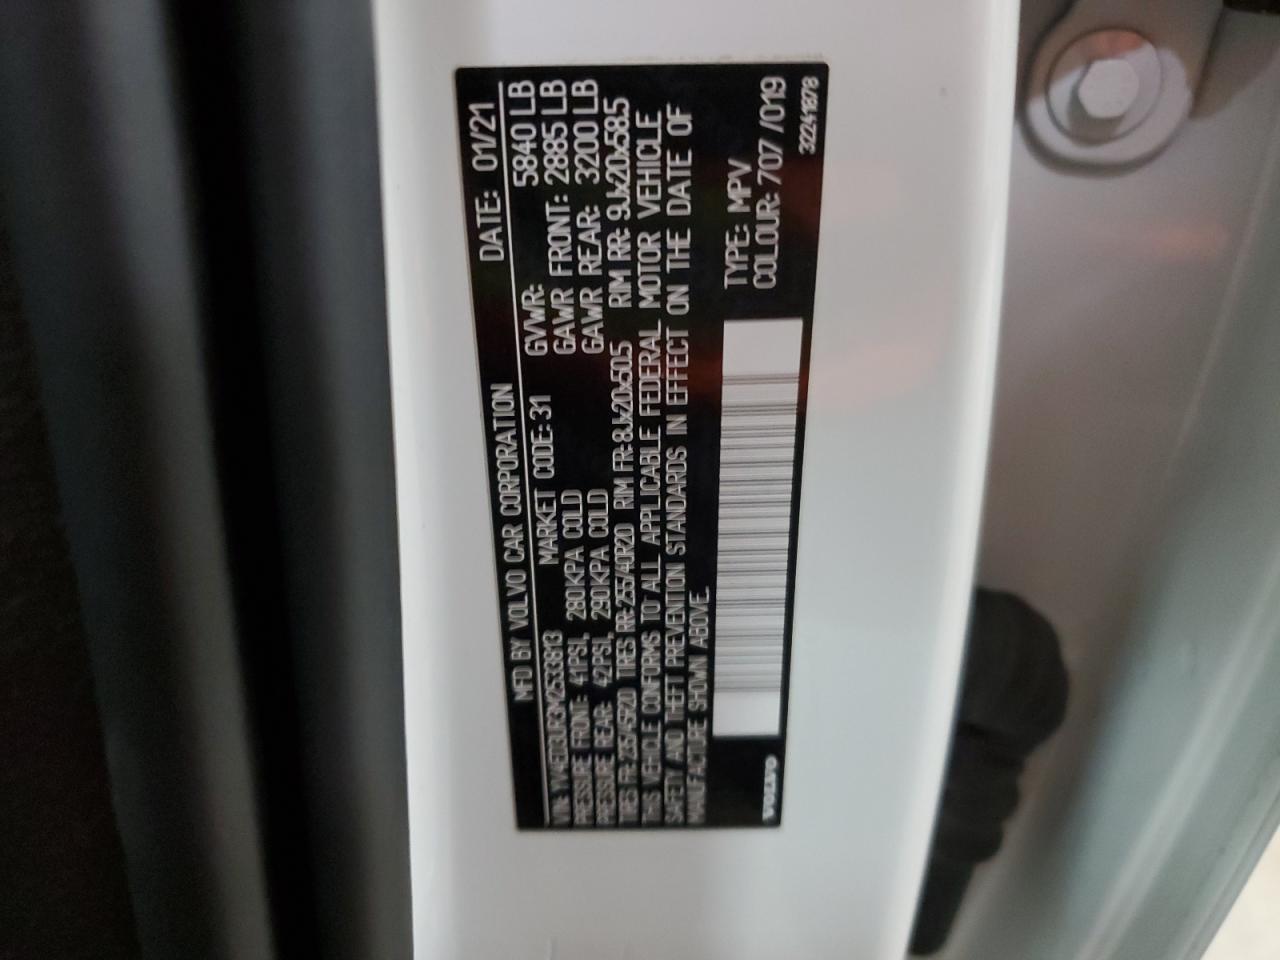 MFD BY VOLVO CAR CORPORATION DATE: 01/21
VIN: MARKET CODE: 31 GVWR: 5840 LB
PRESSURE FRONT: 41PSI, 280KPA COLD GAWR FRONT: 2885 LB
PRESSURE REAR: 42PSI, 290KPA COLD GAWR REAR: 3200 LB
TIRES FR: 235/45R20 TIRES RR: 255/40R20 RIM FR: 8Jx20x50.5 RIM RR: 9Jx20x58.5
THIS VEHICLE CONFORMS TO ALL APPLICABLE FEDERAL MOTOR VEHICLE
SAFETY AND THEFT PREVENTION STANDARDS IN EFFECT ON THE DATE OF
MANUFACTURE SHOWN ABOVE.
TYPE: MPV
COLOUR: 707 /019
VOLVO
32241878